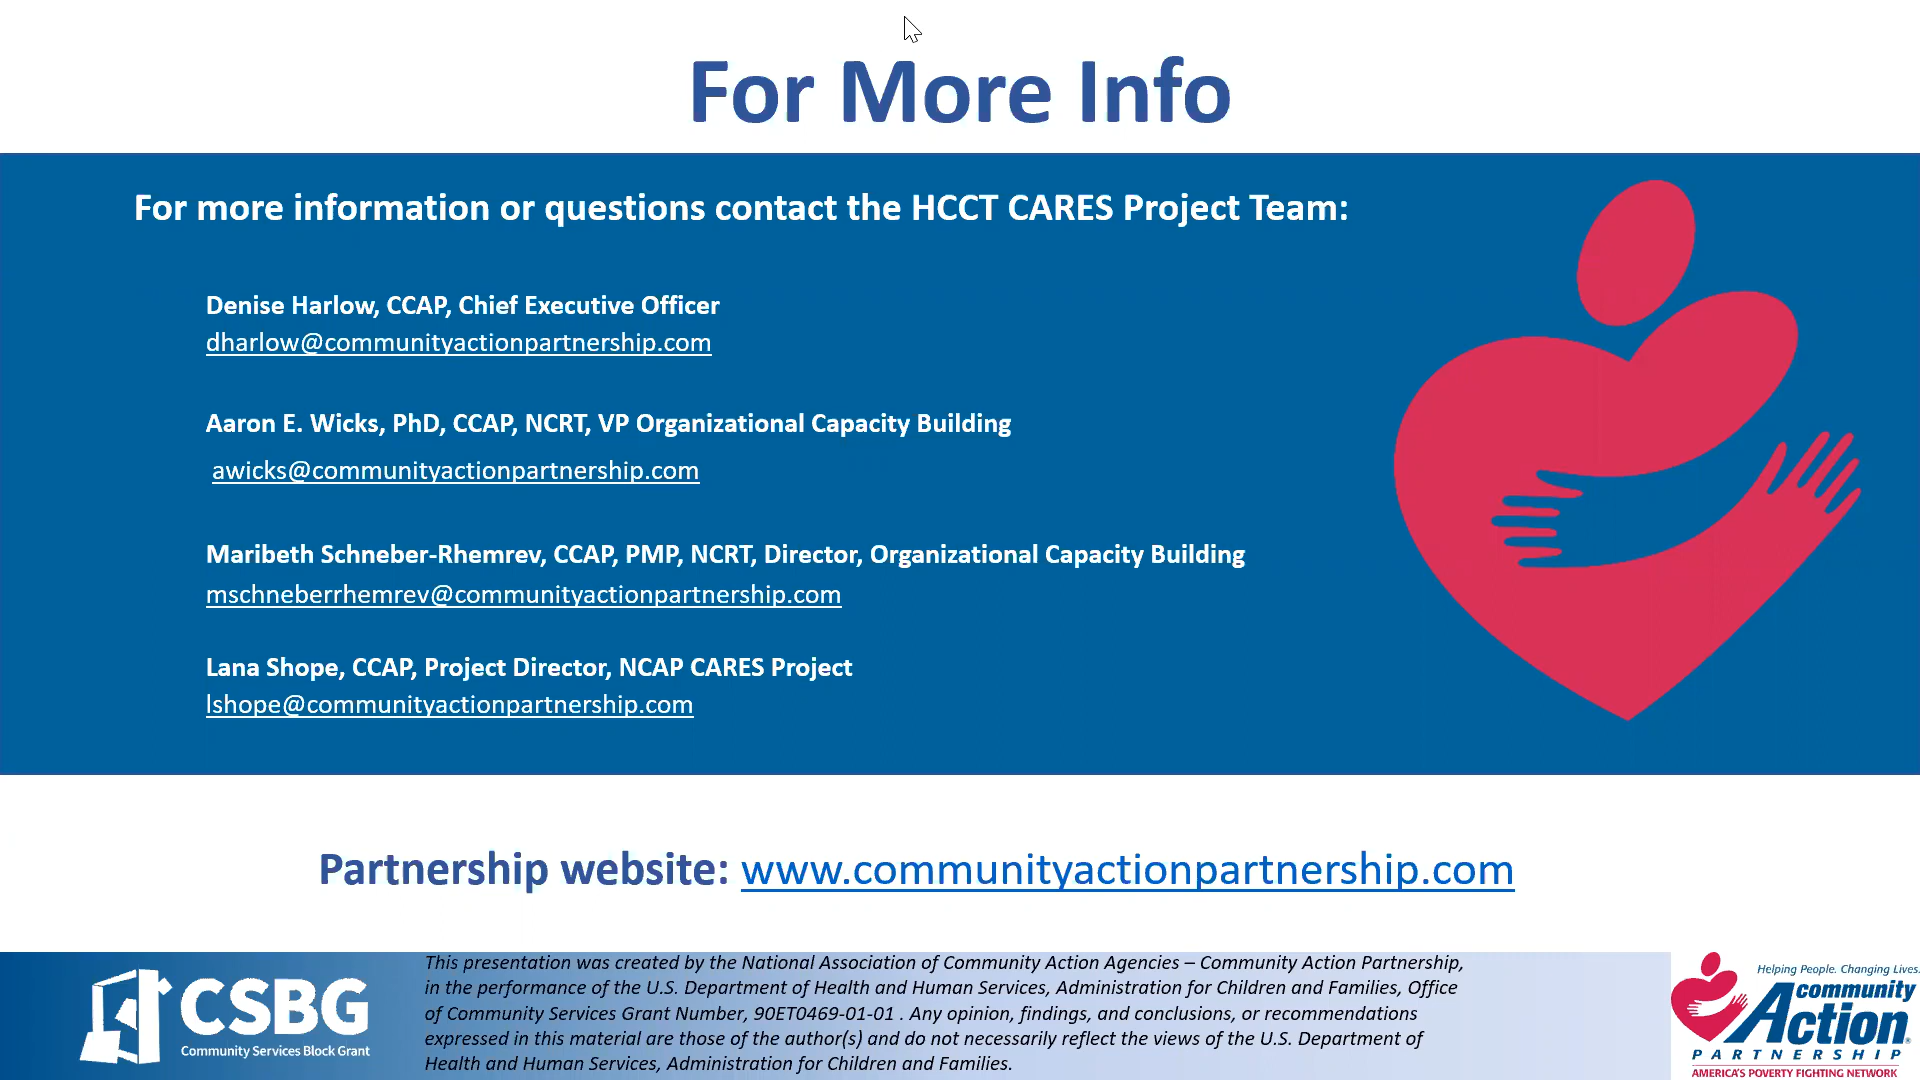 For More Info
For more information or questions contact the HCCT CARES Project Team:
Denise Harlow, CCAP, Chief Executive Officer
dharlow@communityactionpartnership.com
Aaron E. Wicks, PhD, CCAP, NCRT, VP Organizational Capacity Building
awicks@communityactionpartnership.com
Maribeth Schneber-Rhemrev, CCAP, PMP, NCRT, Director, Organizational Capacity Building
mschneberrhemrev@communityactionpartnership.com
Lana Shope, CCAP, Project Director, NCAP CARES Project
lshope@communityactionpartnership.com
Partnership website: www.communityactionpartnership.com
CSBG
Community Services Block Grant
This presentation was created by the National Association of Community Action Agencies – Community Action Partnership,
in the performance of the U.S. Department of Health and Human Services, Administration for Children and Families, Office
of Community Services Grant Number, 90ET0469-01-01 . Any opinion, findings, and conclusions, or recommendations
expressed in this material are those of the author(s) and do not necessarily reflect the views of the U.S. Department of
Health and Human Services, Administration for Children and Families.
Helping People. Changing Lives.
community
Action®
PARTNERSHIP
AMERICA'S POVERTY FIGHTING NETWORK